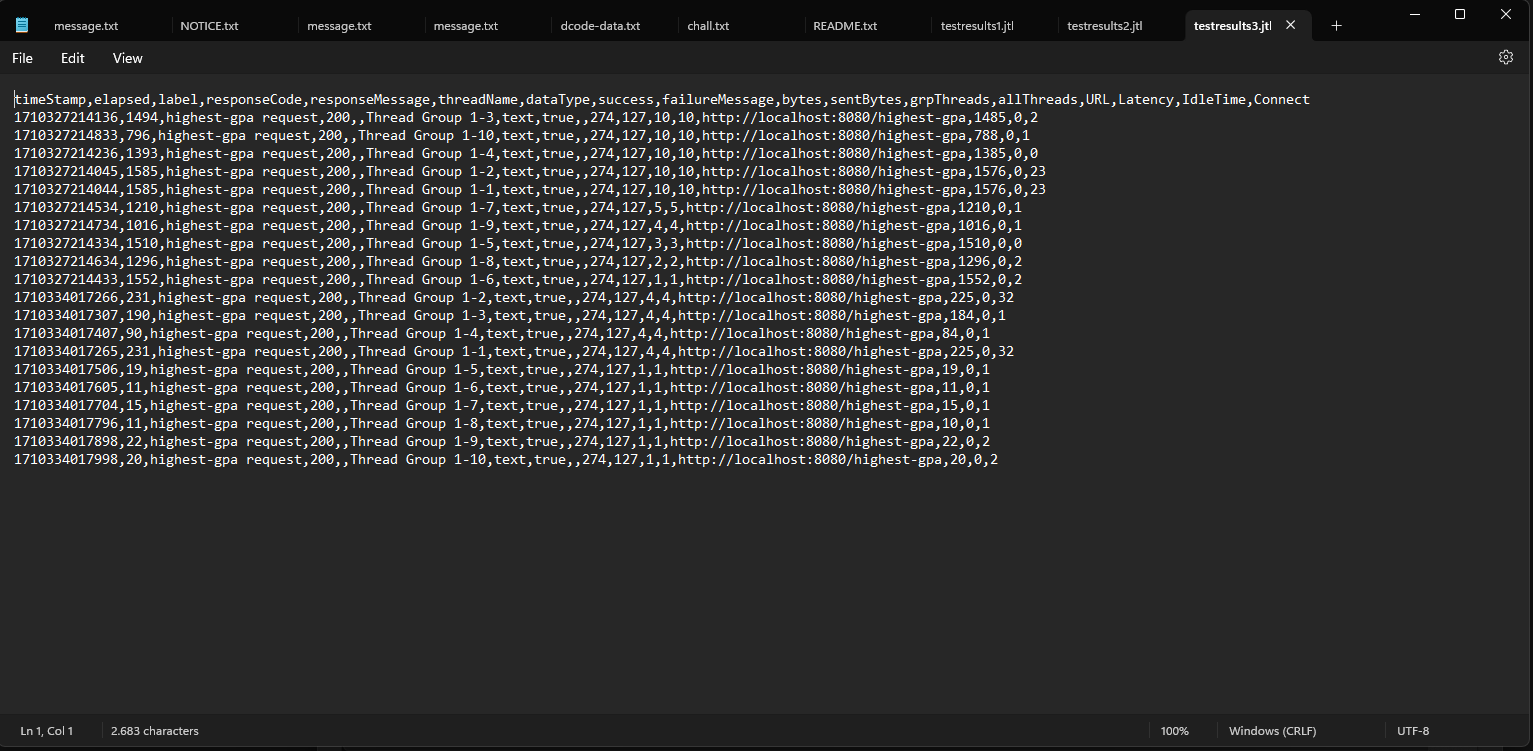 message.txt NOTICE.txt message.txt message.txt dcode-data.txt chall.txt README.txt testresults1.jtl testresults2.jtl testresults3.jtl
File Edit View
timeStamp,elapsed,label,responseCode,responseMessage,threadName,dataType,success,failureMessage,bytes,sentBytes,grpThreads,allThreads,URL,Latency,IdleTime,Connect
1710327214136,1494,highest-gpa request,200,,Thread Group 1-3,text,true,,274,127,10,10,http://localhost:8080/highest-gpa,1485,0,2
1710327214833,796,highest-gpa request,200,,Thread Group 1-10,text,true,,274,127,10,10,http://localhost:8080/highest-gpa,788,0,1
1710327214236,1393,highest-gpa request,200,,Thread Group 1-4,text,true,,274,127,10,10,http://localhost:8080/highest-gpa,1385,0,0
1710327214045,1585,highest-gpa request,200,,Thread Group 1-2,text,true,,274,127,10,10,http://localhost:8080/highest-gpa,1576,0,23
1710327214044,1585,highest-gpa request,200,,Thread Group 1-1,text,true,,274,127,10,10,http://localhost:8080/highest-gpa,1576,0,23
1710327214534,1210,highest-gpa request,200,,Thread Group 1-7,text,true,,274,127,5,5,http://localhost:8080/highest-gpa,1210,0,1
1710327214734,1016,highest-gpa request,200,,Thread Group 1-9,text,true,,274,127,4,4,http://localhost:8080/highest-gpa,1016,0,1
1710327214334,1510,highest-gpa request,200,,Thread Group 1-5,text,true,,274,127,3,3,http://localhost:8080/highest-gpa,1510,0,0
1710327214634,1296,highest-gpa request,200,,Thread Group 1-8,text,true,,274,127,2,2,http://localhost:8080/highest-gpa,1296,0,2
1710327214433,1552,highest-gpa request,200,,Thread Group 1-6,text,true,,274,127,1,1,http://localhost:8080/highest-gpa,1552,0,2
1710334017266,231,highest-gpa request,200,,Thread Group 1-2,text,true,,274,127,4,4,http://localhost:8080/highest-gpa,225,0,32
1710334017307,190,highest-gpa request,200,,Thread Group 1-3,text,true,,274,127,4,4,http://localhost:8080/highest-gpa,184,0,1
1710334017407,90,highest-gpa request,200,,Thread Group 1-4,text,true,,274,127,4,4,http://localhost:8080/highest-gpa,84,0,1
1710334017265,231,highest-gpa request,200,,Thread Group 1-1,text,true,,274,127,4,4,http://localhost:8080/highest-gpa,225,0,32
1710334017506,19,highest-gpa request,200,,Thread Group 1-5,text,true,,274,127,1,1,http://localhost:8080/highest-gpa,19,0,1
1710334017605,11,highest-gpa request,200,,Thread Group 1-6,text,true,,274,127,1,1,http://localhost:8080/highest-gpa,11,0,1
1710334017704,15,highest-gpa request,200,,Thread Group 1-7,text,true,,274,127,1,1,http://localhost:8080/highest-gpa,15,0,1
1710334017796,11,highest-gpa request,200,,Thread Group 1-8,text,true,,274,127,1,1,http://localhost:8080/highest-gpa,10,0,1
1710334017898,22,highest-gpa request,200,,Thread Group 1-9,text,true,,274,127,1,1,http://localhost:8080/highest-gpa,22,0,2
1710334017998,20,highest-gpa request,200,,Thread Group 1-10,text,true,,274,127,1,1,http://localhost:8080/highest-gpa,20,0,2
Ln 1, Col 1 2.683 characters 100% Windows (CRLF) UTF-8